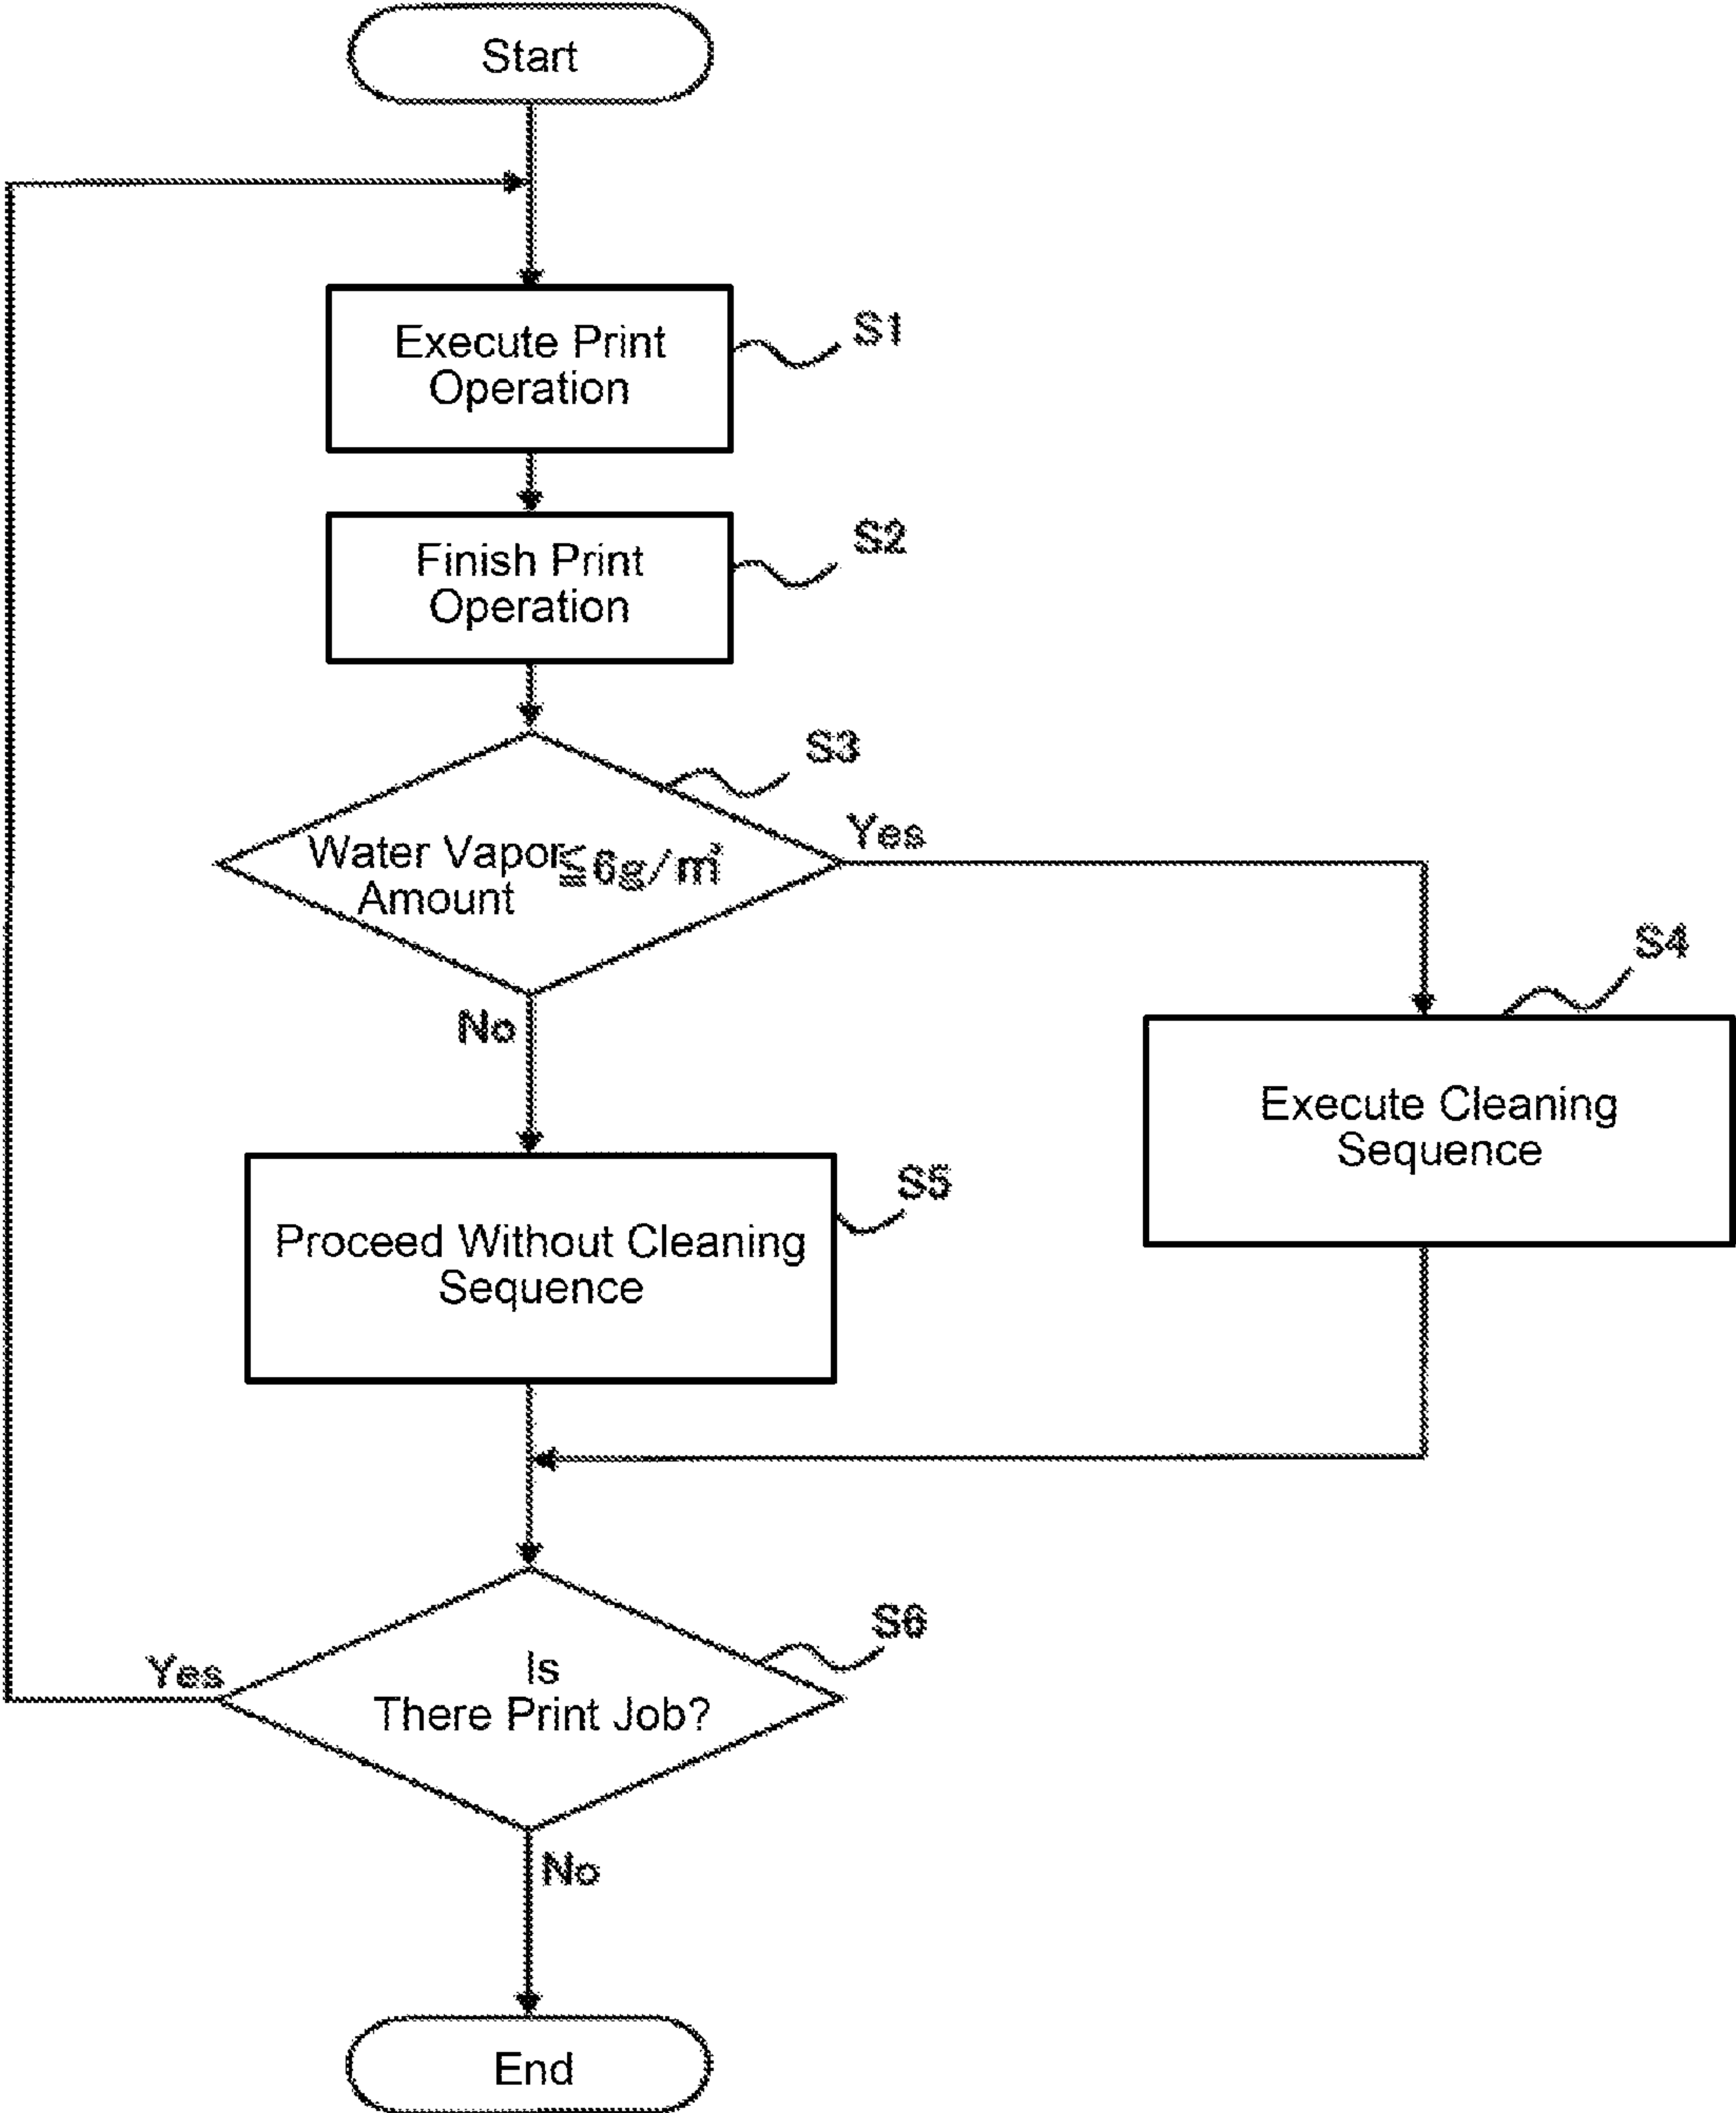 Start
Execute Print
Operation
S1
Finish Print
Operation
S2
S3
Water Vapor
Amount
≦6g/㎥
Yes
No
S4
Execute Cleaning
Sequence
S5
Proceed Without Cleaning
Sequence
S6
Is
There Print Job?
Yes
No
End